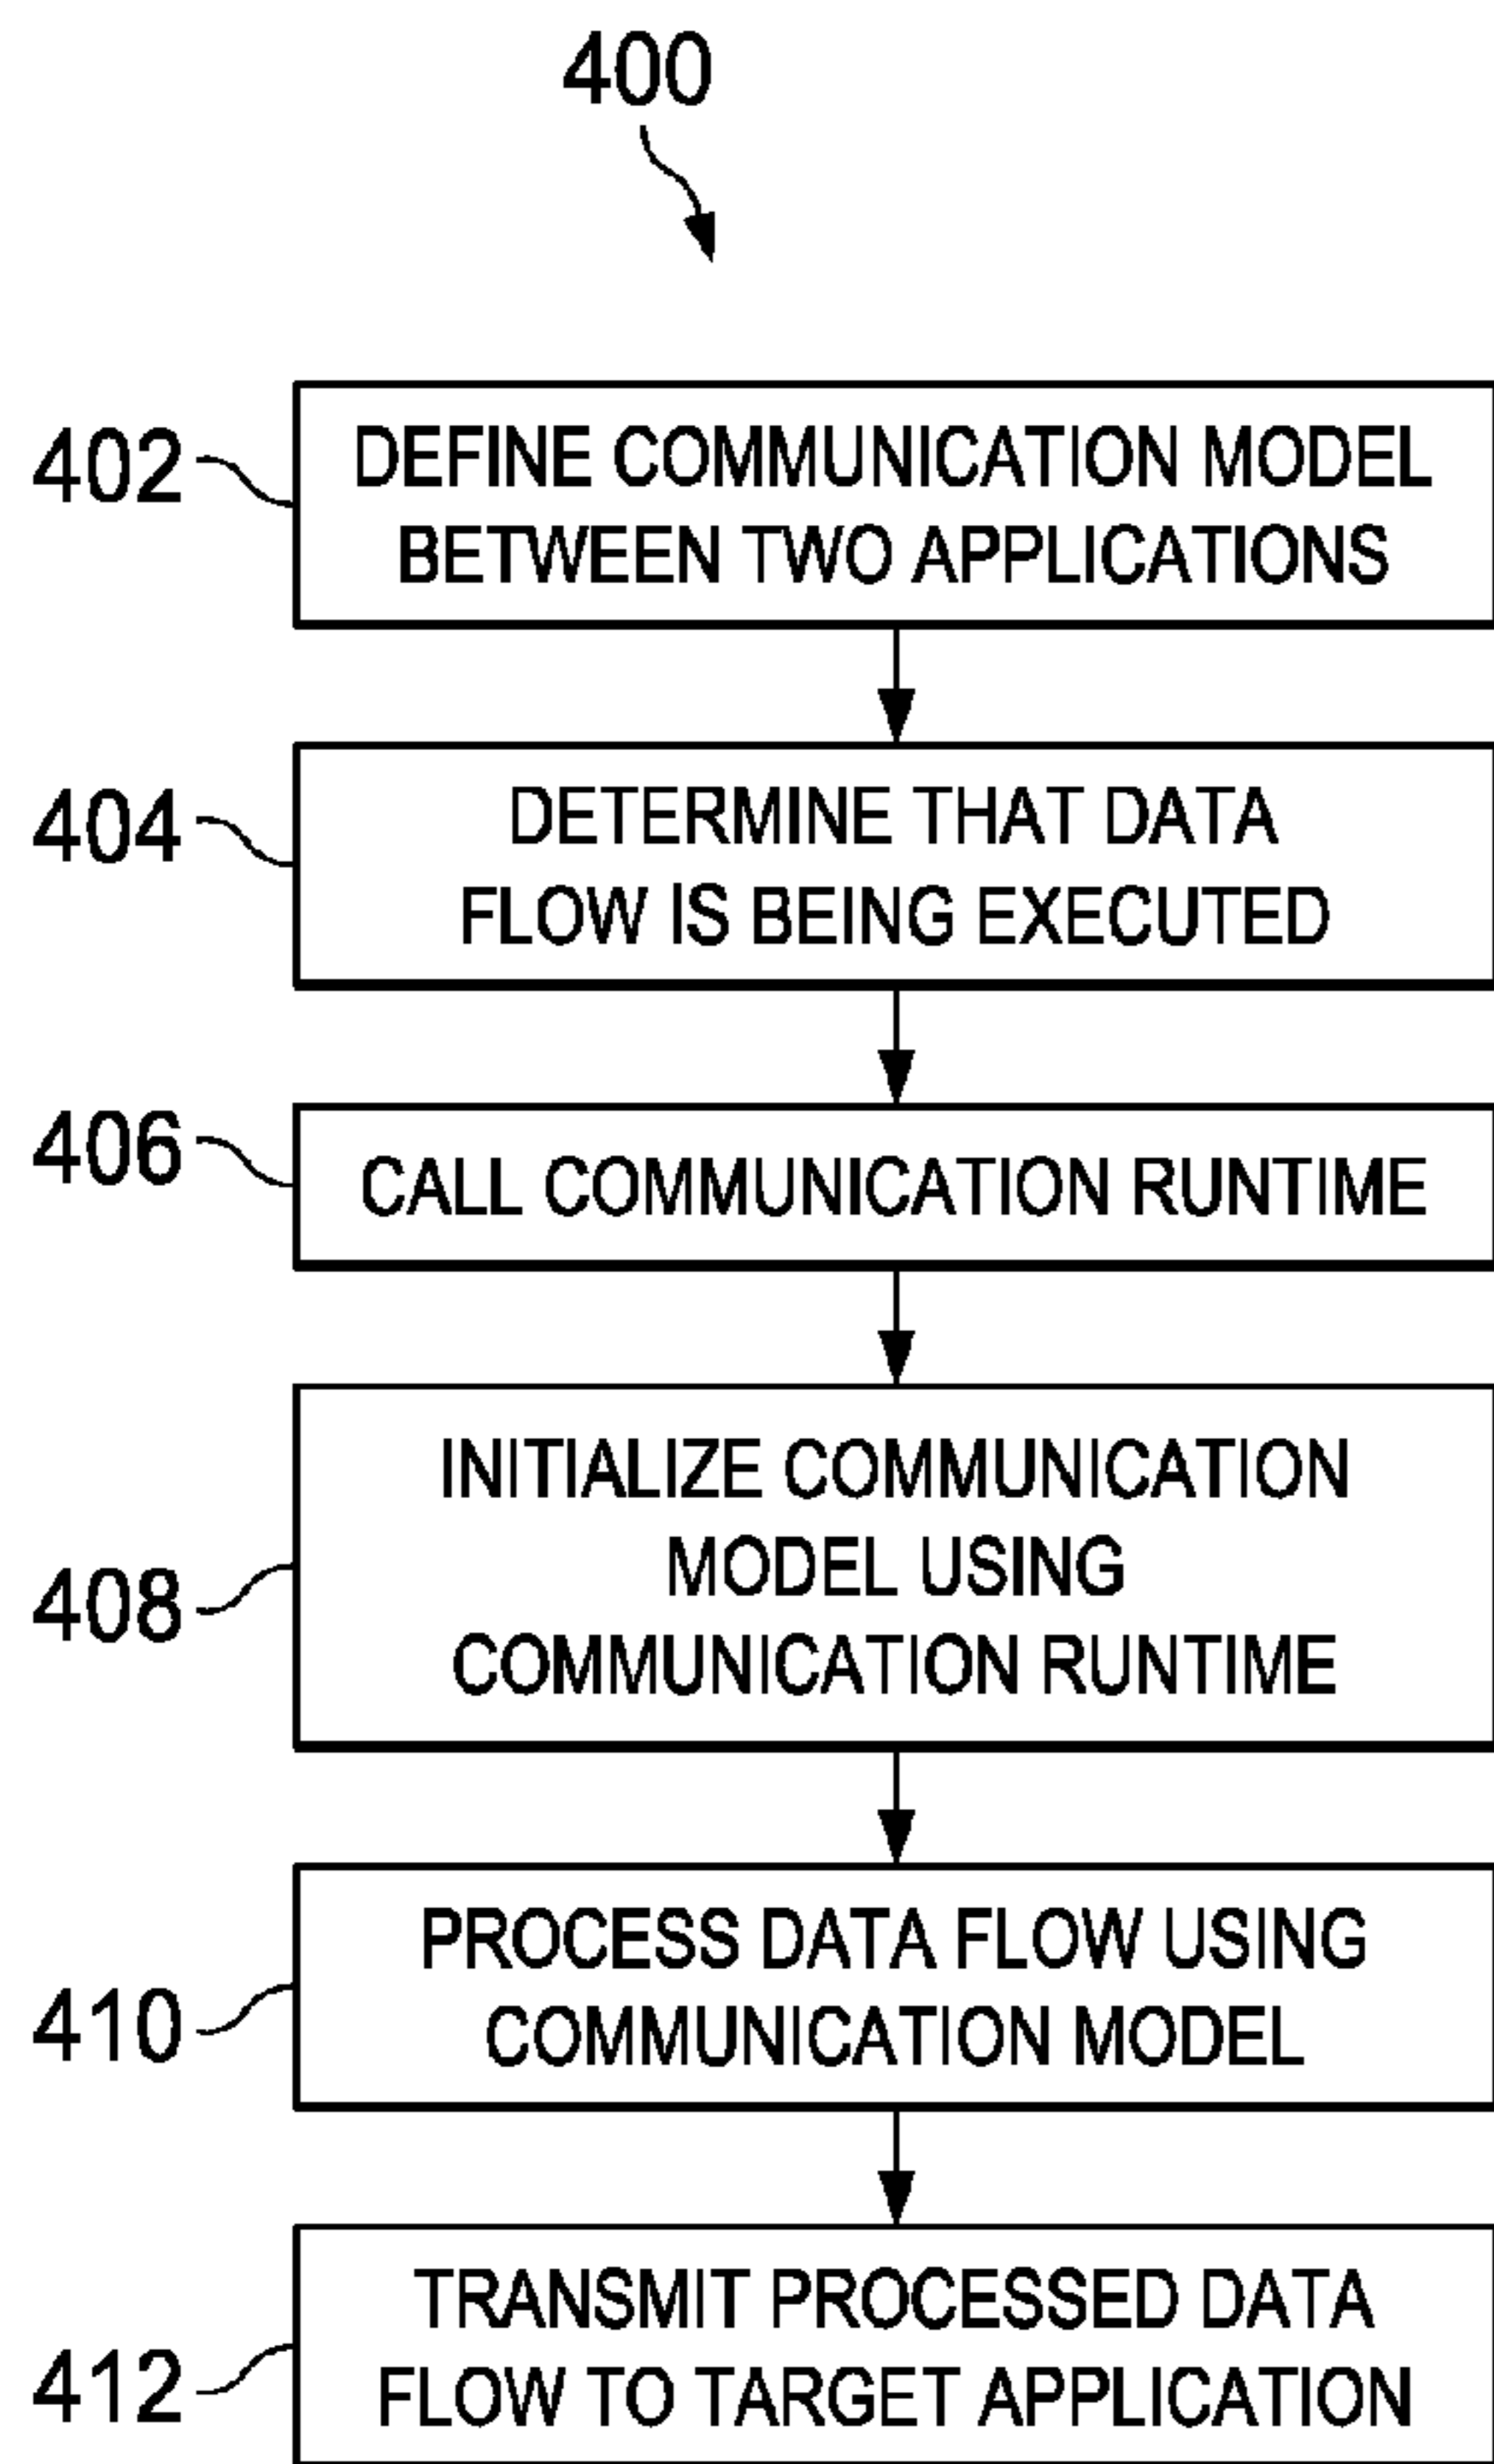 400
402
DEFINE COMMUNICATION MODEL
BETWEEN TWO APPLICATIONS
404
DETERMINE THAT DATA
FLOW IS BEING EXECUTED
406
CALL COMMUNICATION RUNTIME
408
INITIALIZE COMMUNICATION
MODEL USING
COMMUNICATION RUNTIME
410
PROCESS DATA FLOW USING
COMMUNICATION MODEL
412
TRANSMIT PROCESSED DATA
FLOW TO TARGET APPLICATION